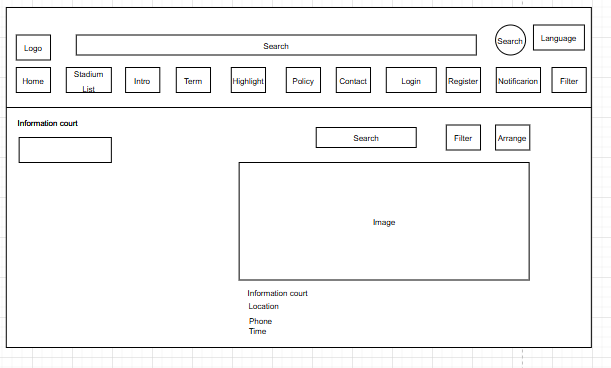 Logo
Search
Search
Language
Home
Stadium
List
Intro
Term
Highlight
Policy
Contact
Login
Register
Notificarion
Filter
Information court
Search
Filter
Arrange
Image
Information court
Location
Phone
Time